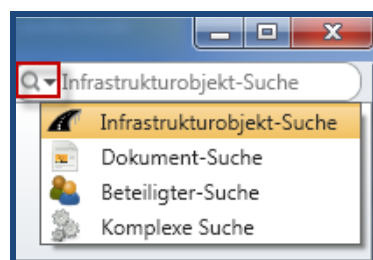 Infrastrukturobjekt-Suche
Infrastrukturobjekt-Suche
Dokument-Suche
Beteiligter-Suche
Komplexe Suche